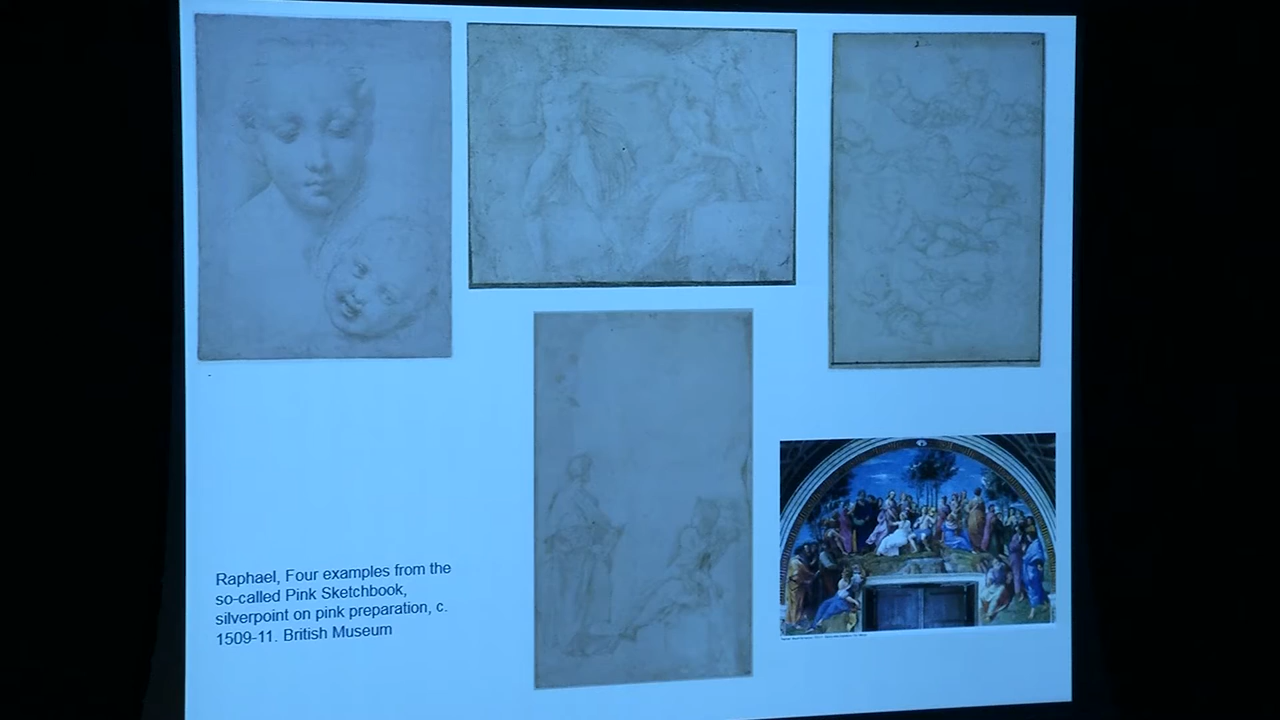 Raphael, Four examples from the
so-called Pink Sketchbook,
silverpoint on pink preparation, c.
1509-11. British Museum